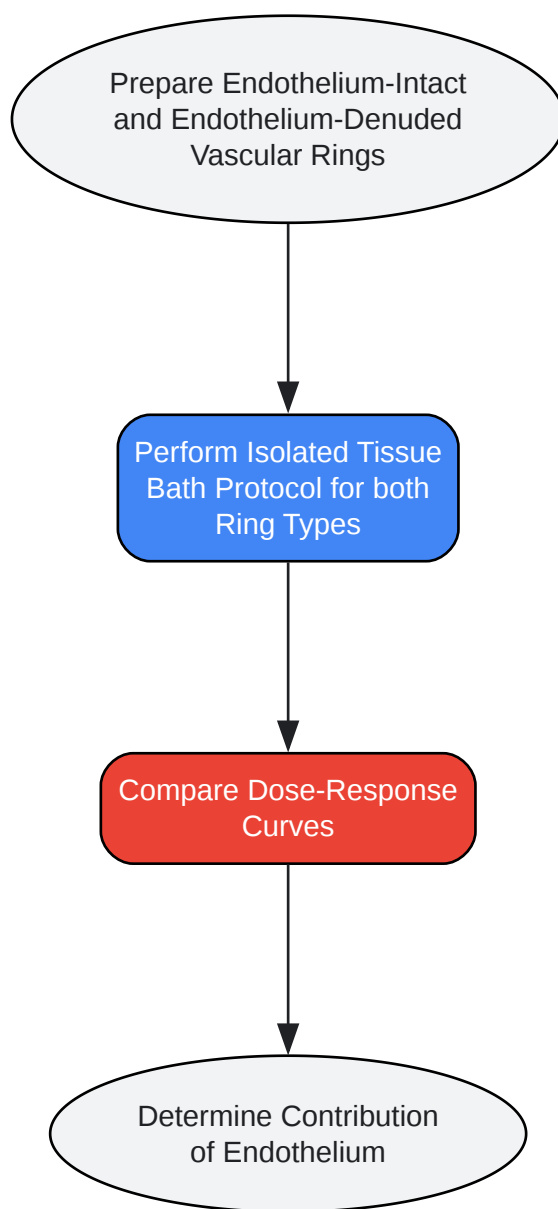 Prepare Endothelium-Intact
and Endothelium-Denuded
Vascular Rings
Perform Isolated Tissue
Bath Protocol for both
Ring Types
Compare Dose-Response
Curves
Determine Contribution
of Endothelium